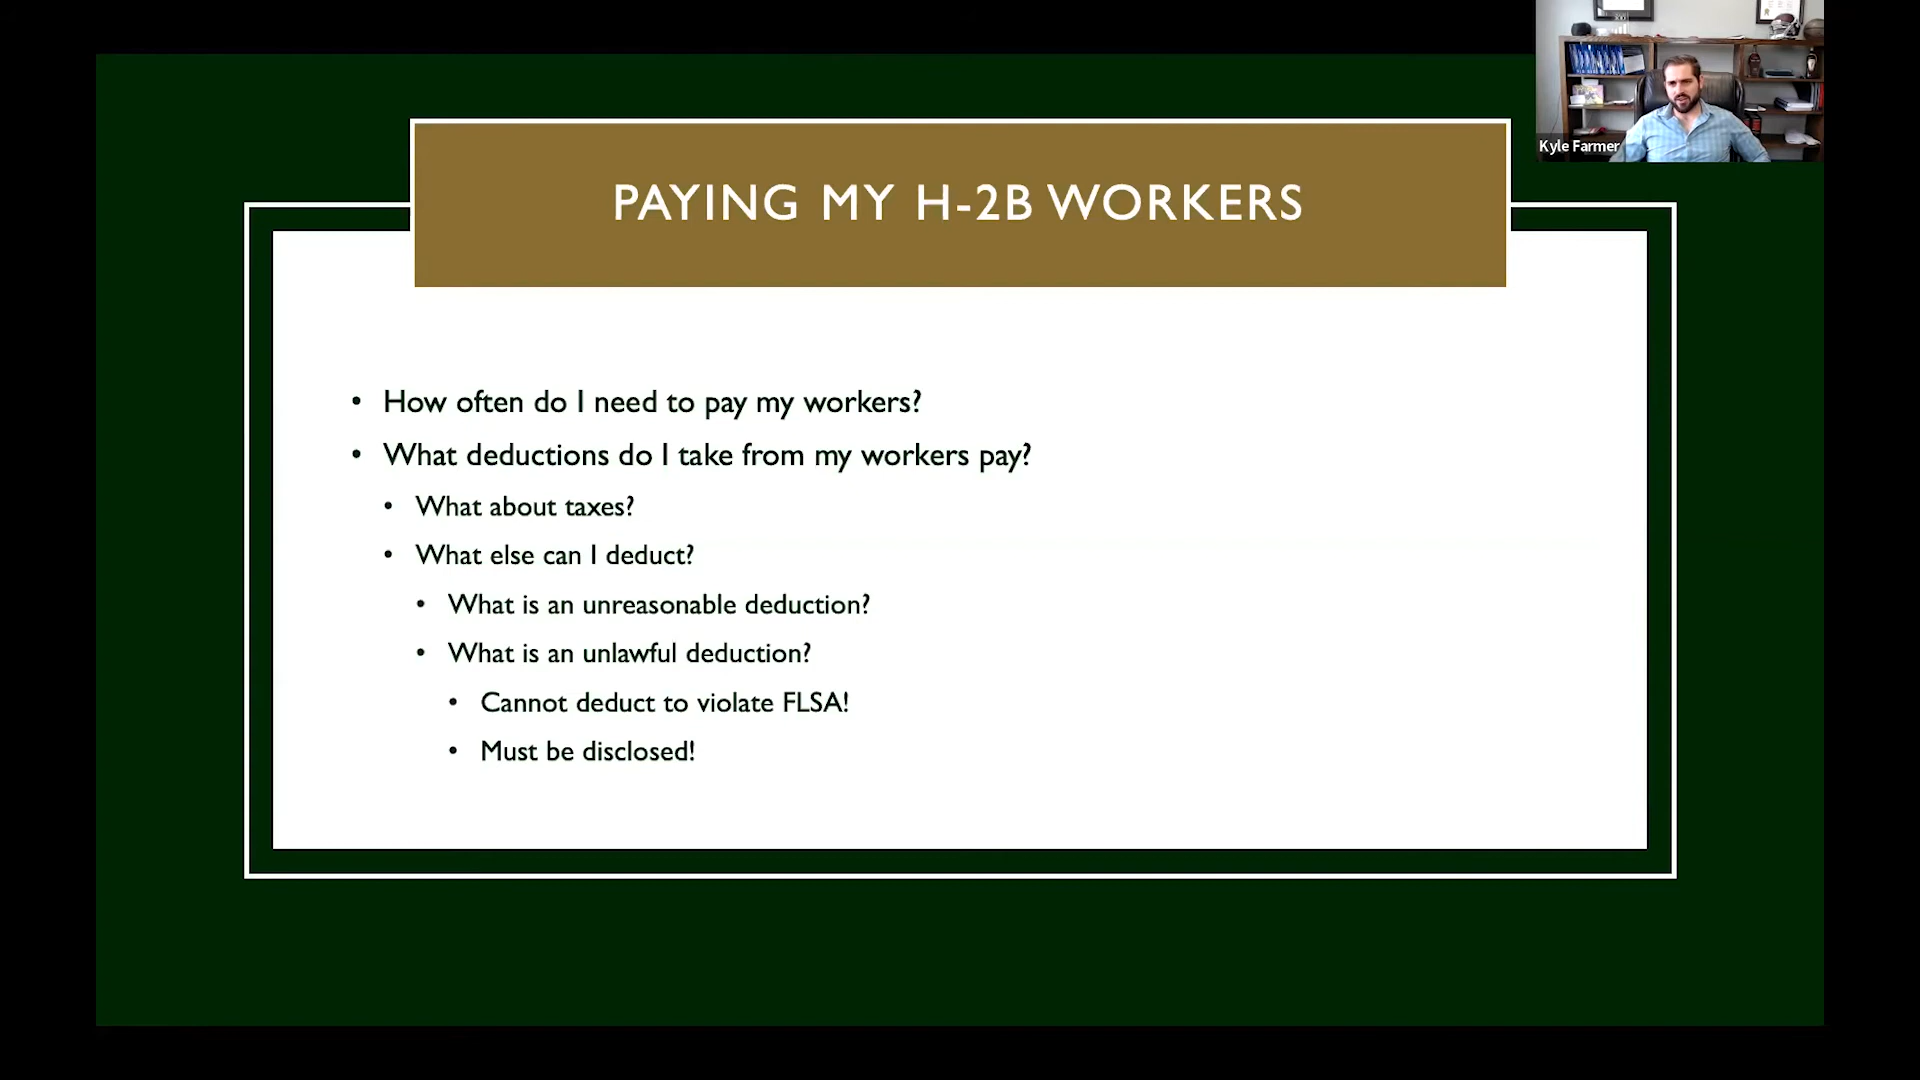 Kyle Farmer
PAYING MY H-2B WORKERS
• How often do I need to pay my workers?
• What deductions do I take from my workers pay?
• What about taxes?
• What else can I deduct?
• What is an unreasonable deduction?
• What is an unlawful deduction?
• Cannot deduct to violate FLSA!
• Must be disclosed!